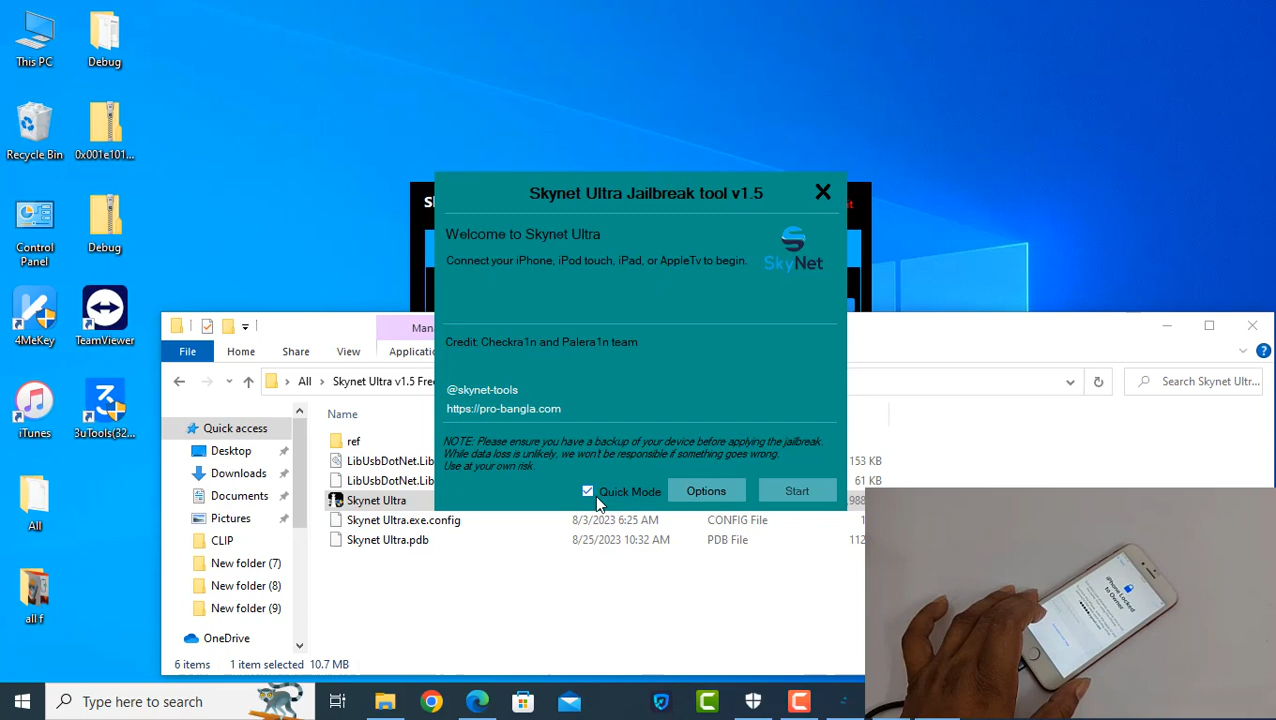 This PC
Debug
Recycle Bin
0x001e101...
Control
Panel
Debug
4MeKey
TeamViewer
iTunes
3uTools(32...
All
all f
Skynet Ultra Jailbreak tool v1.5
Welcome to Skynet Ultra
Connect your iPhone, iPod touch, iPad, or AppleTv to begin.
SkyNet
Credit: Checkra1n and Palera1n team
@skynet-tools
https://pro-bangla.com
NOTE: Please ensure you have a backup of your device before applying the jailbreak.
While data loss is unlikely, we won't be responsible if something goes wrong.
Use at your own risk.
Quick Mode
Options
Start
File
Home
Share
View
All
Skynet Ultra v1.5 Fre
Search Skynet Ultr...
Name
Quick access
Desktop
Downloads
Documents
Pictures
CLIP
New folder (7)
New folder (8)
New folder (9)
OneDrive
ref
LibUsbDotNet.Lib
153 KB
LibUsbDotNet.Lib
61 KB
Skynet Ultra
Skynet Ultra.exe.config
8/3/2023 6:25 AM
CONFIG File
Skynet Ultra.pdb
8/25/2023 10:32 AM
PDB File
112
6 items
1 item selected
10.7 MB
Type here to search
iPhone Locked
to Owner